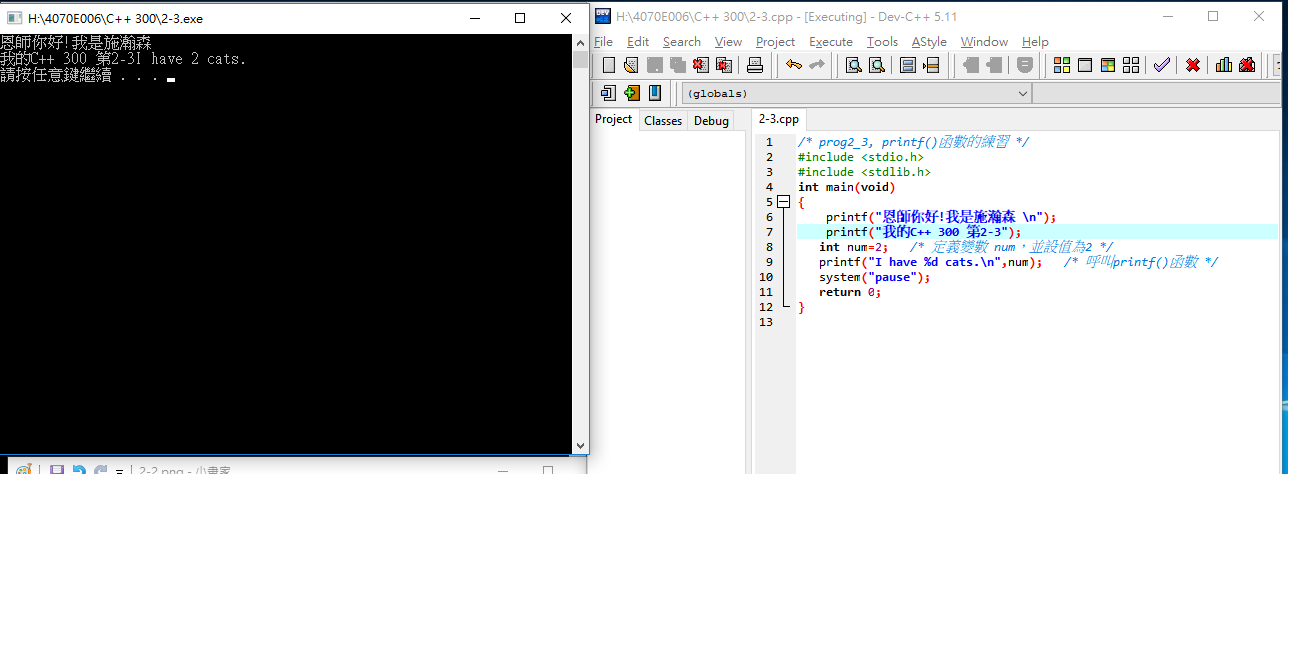 H:\4070E006\C++ 300\2-3.exe
恩師你好!我是施瀚森
我的C++ 300 第2-3I have 2 cats.
請按任意鍵繼續 . . .
2-2.png - 小畫家
H:\4070E006\C++ 300\2-3.cpp - [Executing] - Dev-C++ 5.11
File Edit Search View Project Execute Tools AStyle Window Help
(globals)
Project Classes Debug
2-3.cpp
1 /* prog2_3, printf()函數的練習 */
2 #include <stdio.h>
3 #include <stdlib.h>
4 int main(void)
5 {
6 printf("恩師你好!我是施瀚森 \n");
7 printf("我的C++ 300 第2-3");
8 int num=2; /* 定義變數 num，並設值為2 */
9 printf("I have %d cats.\n",num); /* 呼叫printf()函數 */
10 system("pause");
11 return 0;
12 }
13